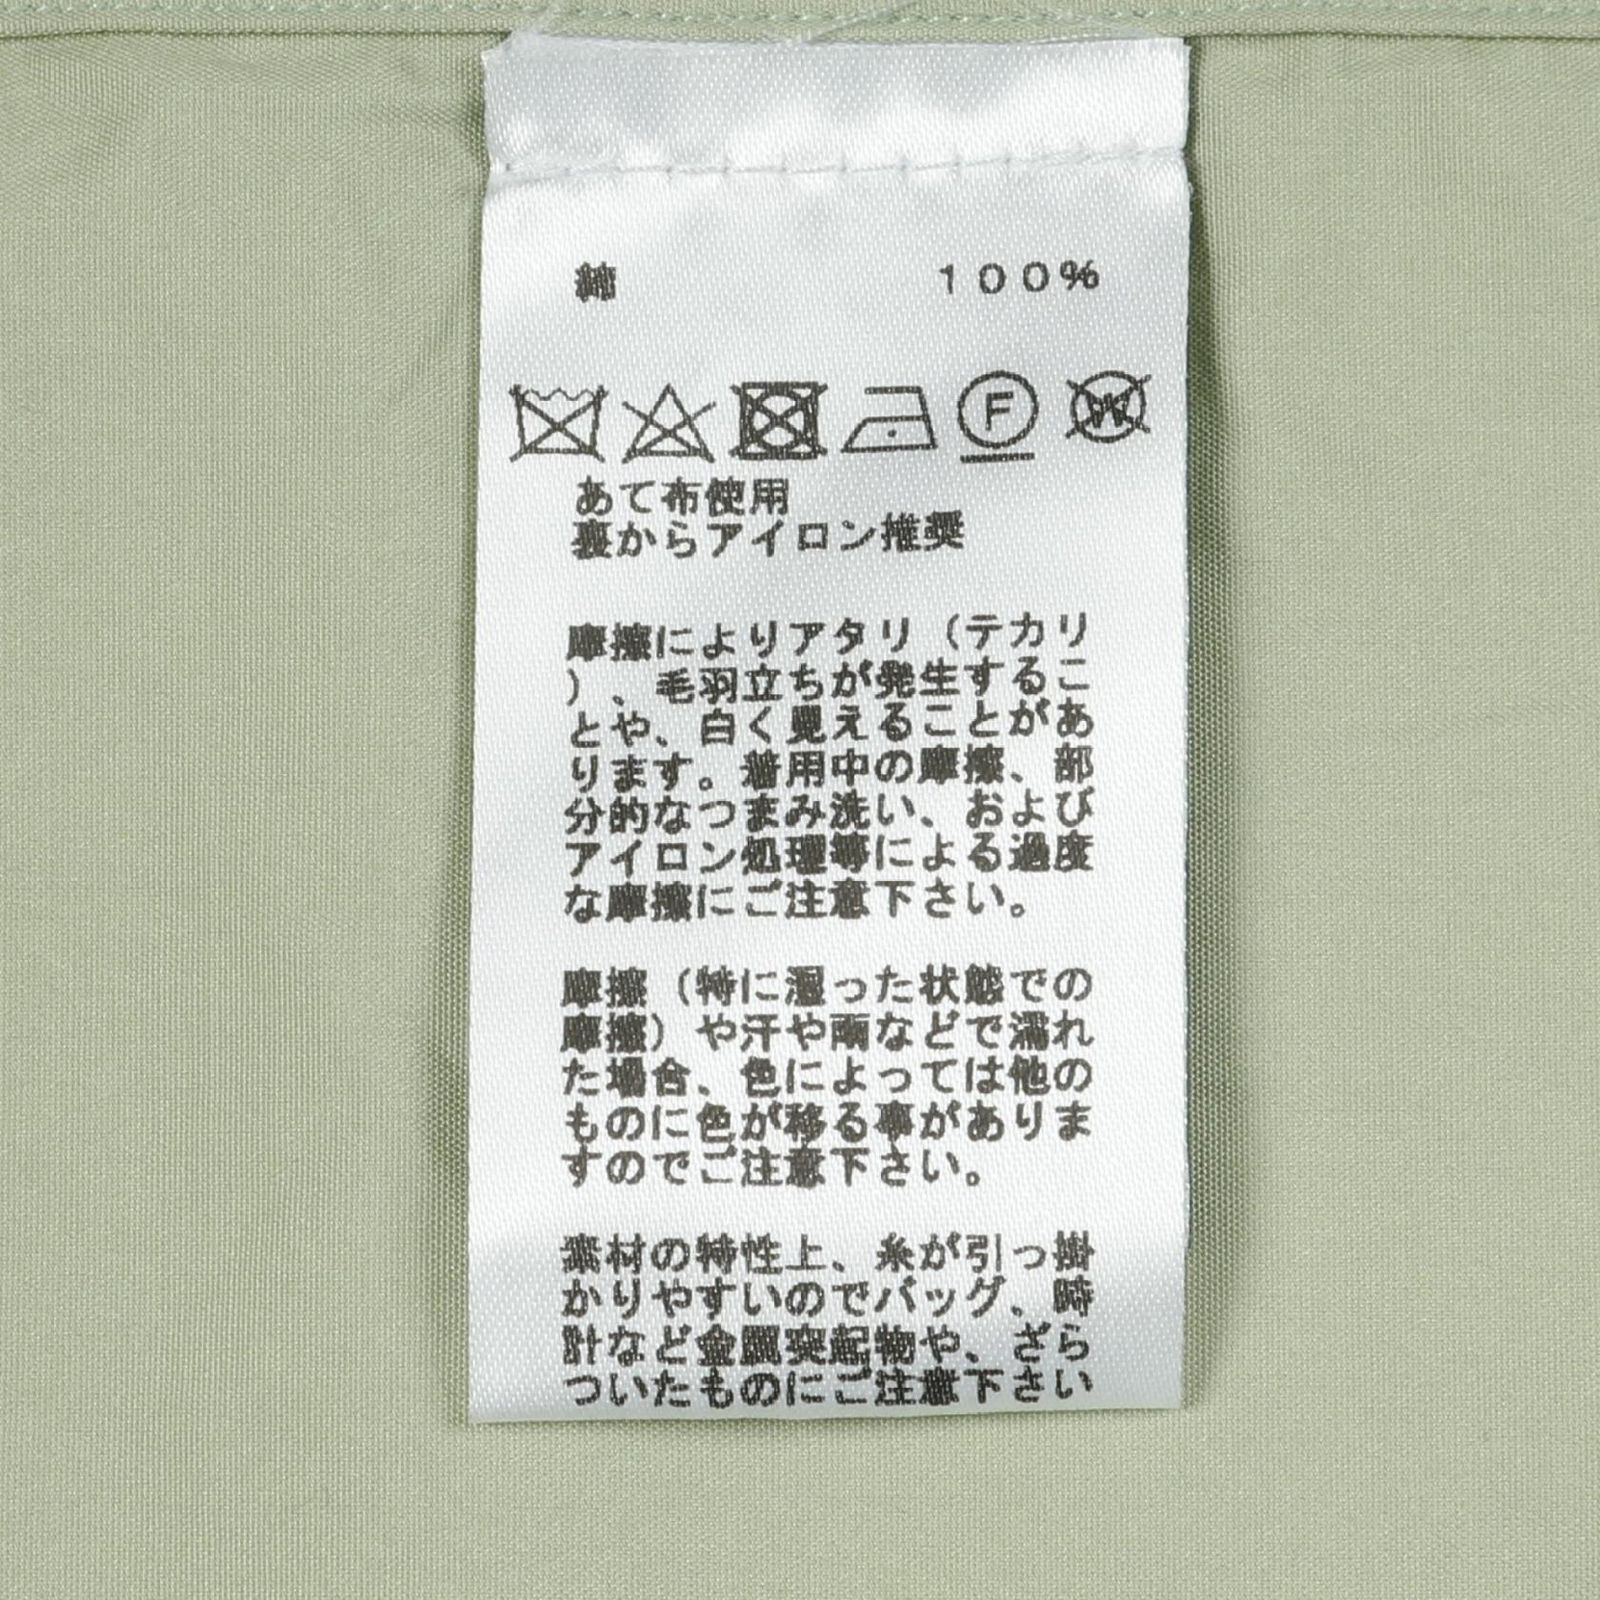 綿 100%
F W
あて布使用
裏からアイロン推奨
摩擦によりアタリ（テカリ
）、毛羽立ちが発生するこ
とや、白く見えることがあ
ります。着用中の摩擦、部
分的なつまみ洗い、および
アイロン処理等による過度
な摩擦にご注意下さい。
摩擦（特に湿った状態での
摩擦）や汗や雨などで濡れ
た場合、色によっては他の
ものに色が移る事がありま
すのでご注意下さい。
素材の特性上、糸が引っ掛
かりやすいのでバッグ、時
計など金属突起物や、ざら
ついたものにご注意下さい